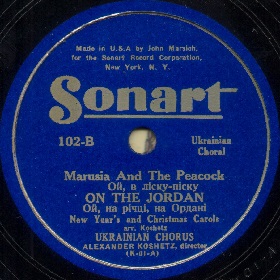 Made in U.S.A by John Marsich,
for the Sonart Record Corporation,
New York, N. Y.
Sonart
102-B
Ukrainian
Choral
Marusia And The Peacock
Ой, в ліску-піску
ON THE JORDAN
Ой, на річці, на Ордані
New Year's and Christmas Carols
arr. Koshetz
UKRAINIAN CHORUS
ALEXANDER KOSHETZ, director
(K-III-A)